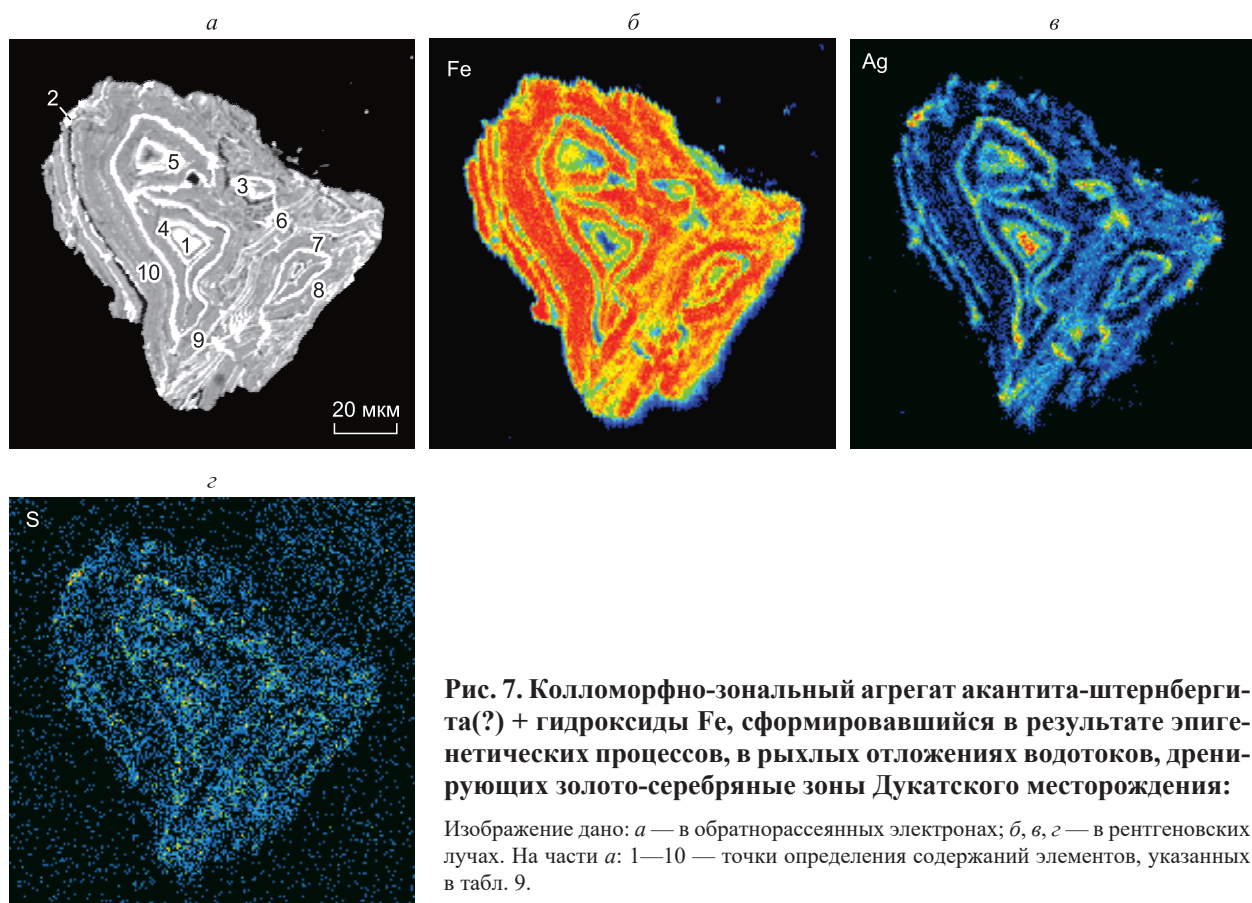 а
б
в
2
5
3
4
6
1
7
10
8
9
20 мкм
Fe
Ag
г
S
Рис. 7. Колломорфно-зональный агрегат акантита-штернберги-
та(?) + гидроксиды Fe, сформировавшийся в результате эпиге-
нетических процессов, в рыхлых отложениях водотоков, дрени-
рующих золото-серебряные зоны Дукатского месторождения:
Изображение дано: а — в обратнорассеянных электронах; б, в, г — в рентгеновских
лучах. На части а: 1—10 — точки определения содержаний элементов, указанных
в табл. 9.